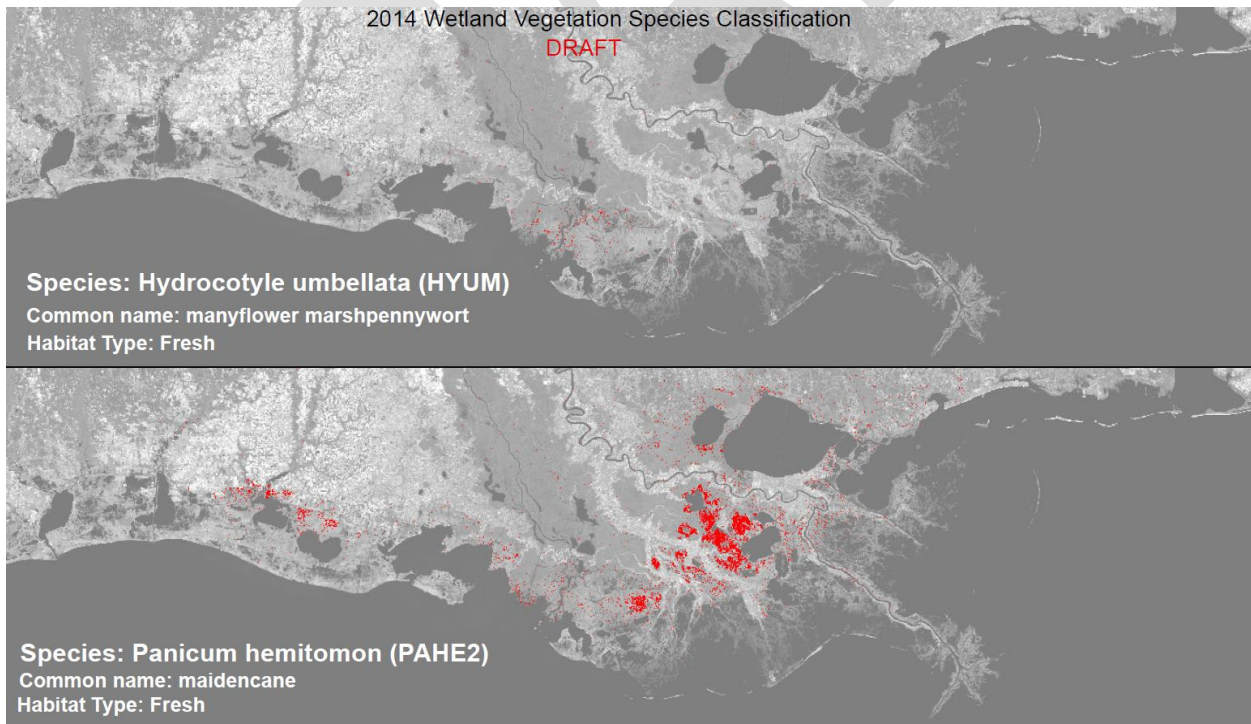 2014 Wetland Vegetation Species Classification
DRAFT
Species: Hydrocotyle umbellata (HYUM)
Common name: manyflower marshpennywort
Habitat Type: Fresh
Species: Panicum hemitomon (PAHE2)
Common name: maidencane
Habitat Type: Fresh